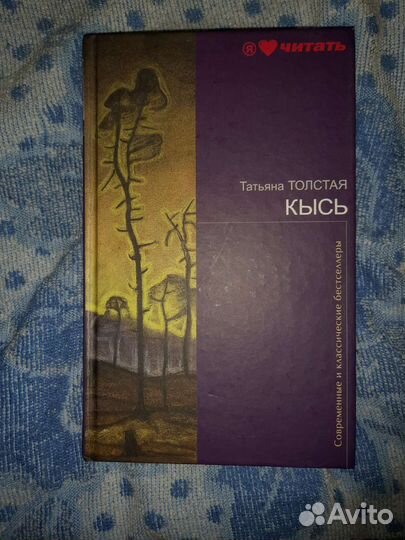 Я ❤ читать
Татьяна ТОЛСТАЯ
КЫСЬ
Современные и классические бестселлеры
Avito